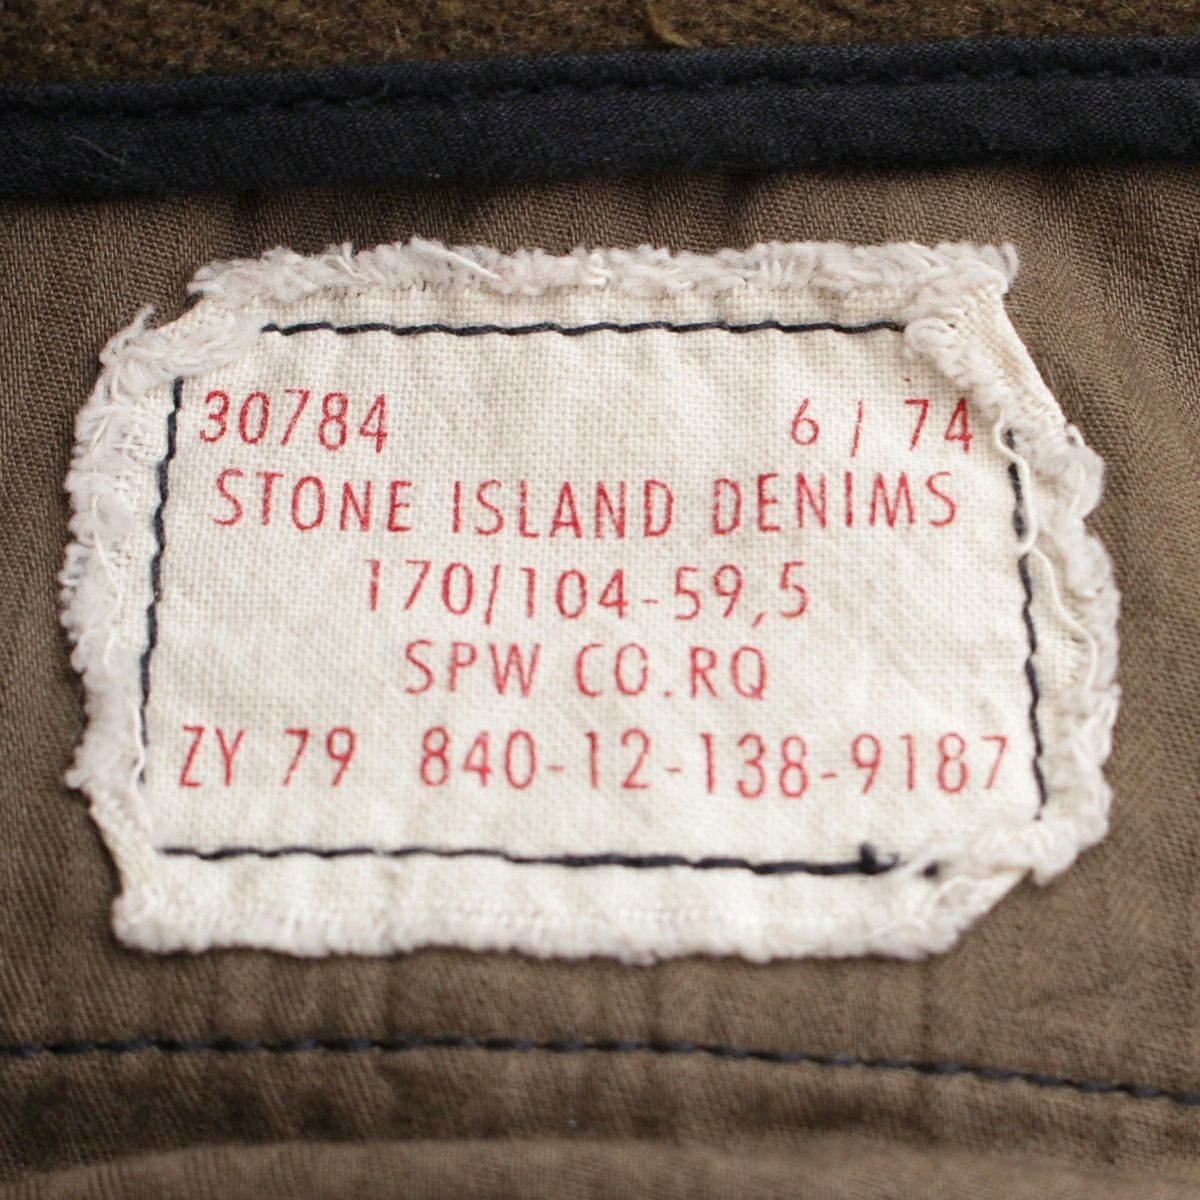 30784 6 / 74
STONE ISLAND DENIMS
170/104-59,5
SPW CO.RQ
ZY 79 840-12-138-9187